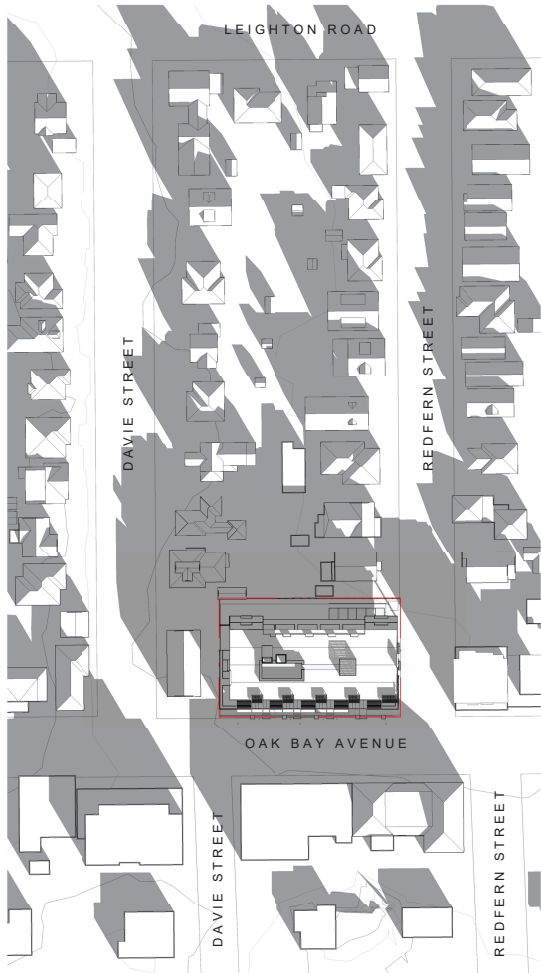 LEIGHTON ROAD
DAVIE STREET
REDFERN STREET
OAK BAY AVENUE
DAVIE STREET
REDFERN STREET